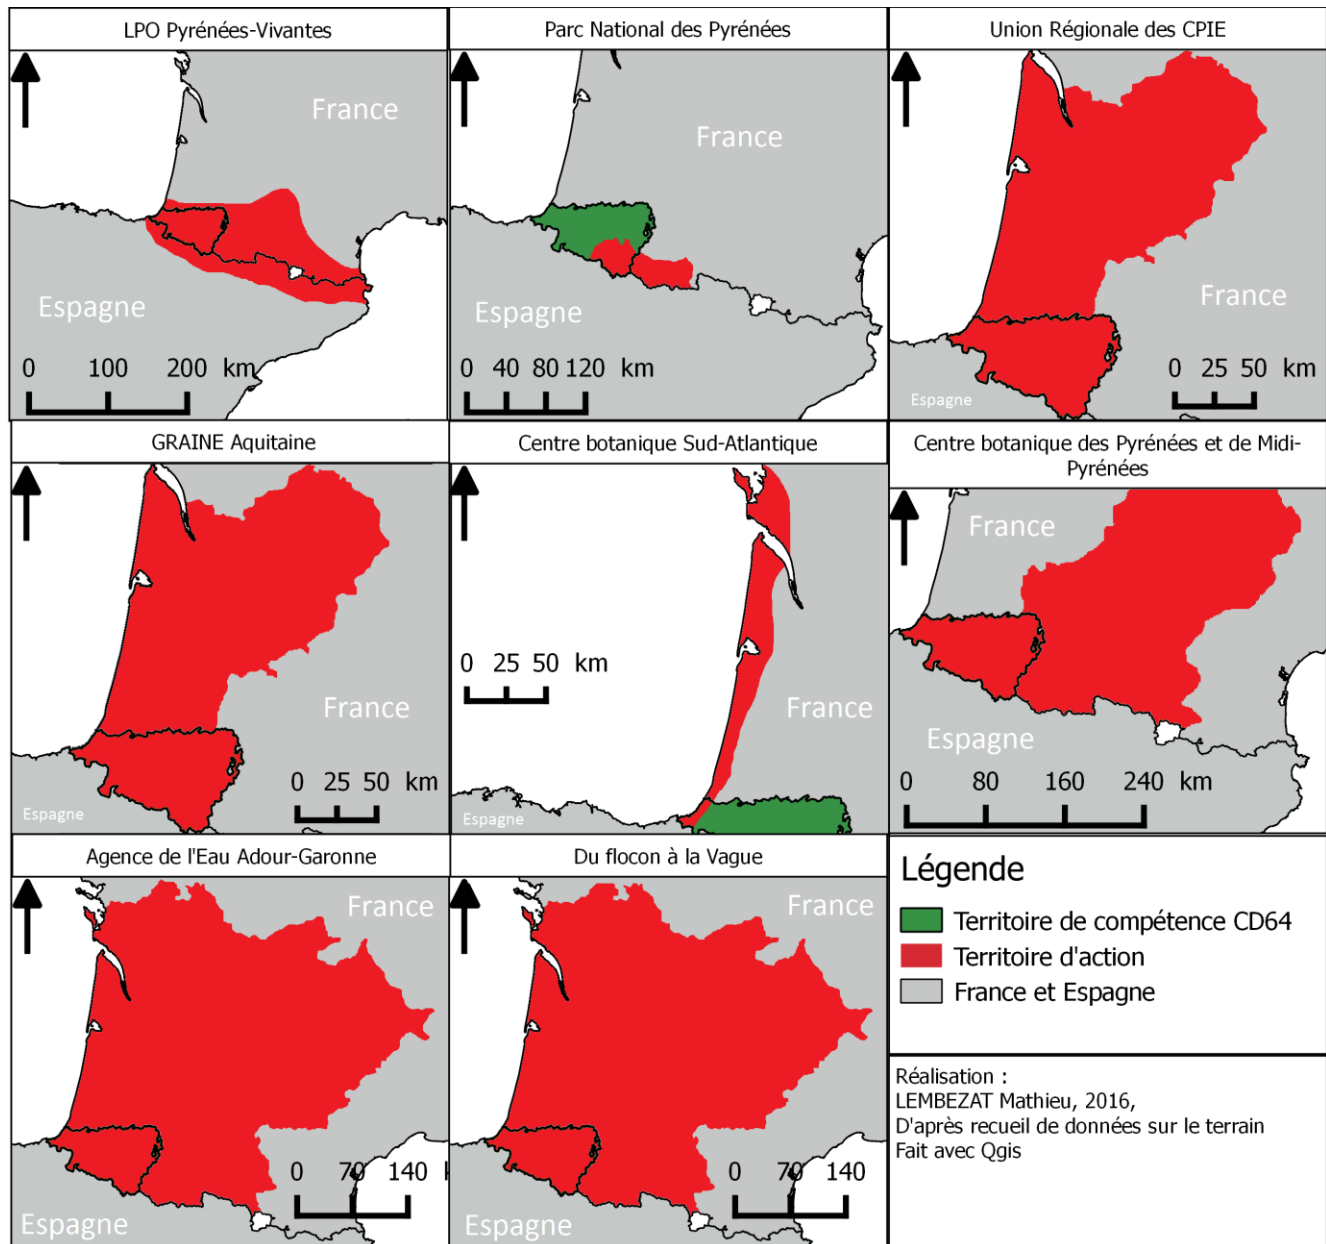 LPO Pyrénées-Vivantes
France
Espagne
0 100 200 km
Parc National des Pyrénées
France
Espagne
0 40 80 120 km
Union Régionale des CPIE
France
Espagne
0 25 50 km
GRAINE Aquitaine
France
Espagne
0 25 50 km
Centre botanique Sud-Atlantique
0 25 50 km
France
Espagne
Centre botanique des Pyrénées et de Midi-
Pyrénées
France
Espagne
0 80 160 240 km
Agence de l'Eau Adour-Garonne
France
Espagne
0 70 140
Du flocon à la Vague
France
Espagne
0 70 140
Légende
Territoire de compétence CD64
Territoire d'action
France et Espagne
Réalisation :
LEMBEZAT Mathieu, 2016,
D'après recueil de données sur le terrain
Fait avec Qgis